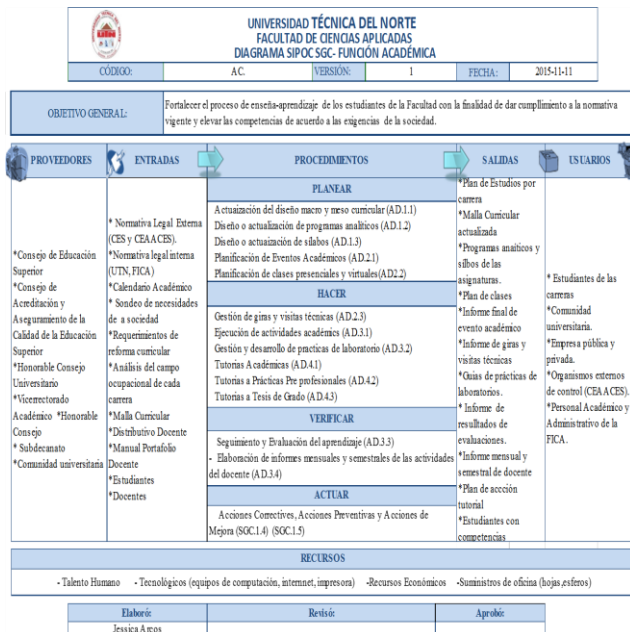 UNIVERSIDAD TÉCNICA DEL NORTE
FACULTAD DE CIENCIAS APLICADAS
DIAGRAMA SIPOC SGC- FUNCIÓN ACADÉMICA
CÓDIGO: AC. VERSIÓN: 1 FECHA: 2015-11-11
OBJETIVO GENERAL:
Fortalecer el proceso de enseña-aprendizaje de los estudiantes de la Facultad con la finalidad de dar cumpllimiento a la normativa
vigente y elevar las competencias de acuerdo a las exigencias de la sociedad.
PROVEEDORES
*Consejo de Educación
Superior
*Consejo de
Acreditación y
Aseguramiento de la
Calidad de la Educación
Superior
*Honorable Consejo
Universitario
*Vicerrectorado
Académico *Honorable
Consejo
* Subdecanato
*Comunidad universitaria
ENTRADAS
* Normativa Legal Externa
(CES y CEAACES).
*Normativa legal interna
(UTN, FICA)
* Calendario Académico
* Sondeo de necesidades
de a sociedad
*Requerimientos de
reforma curricular
*Análisis del campo
ocupacional de cada
carrera
*Malla Curricular
*Distributivo Docente
*Manual Portafolio
Docente
*Estudiantes
*Docentes
PROCEDIMIENTOS
PLANEAR
Actuaización del diseño macro y meso curricular (AD.1.1)
Diseño o actualización de programas analíticos (AD.1.2)
Diseño o actuaización de sílabos (AD.1.3)
Planificación de Eventos Académicos (AD.2.1)
Planificación de clases presenciales y virtuales(AD2.2)
HACER
Gestión de giras y visitas técnicas (AD.2.3)
Ejecución de actividades académics (AD.3.1)
Gestión y desarrollo de practicas de laboratorio (AD.3.2)
Tutorias Académicas (AD.4.1)
Tutorias a Prácticas Pre profesionales (AD.4.2)
Tutorias a Tesis de Grado (AD.4.3)
VERIFICAR
Seguimiento y Evaluación del aprendizaje (AD.3.3)
- Elaboración de informes mensuales y semestrales de las actividades
del docente (AD.3.4)
ACTUAR
Acciones Correctives, Acciones Preventivas y Acciones de
Mejora (SGC.1.4) (SGC.1.5)
SALIDAS
*Plan de Estudios por
carrera
*Malla Curricular
actualizada
*Programas anaíticos y
sílbos de las
asignaturas.
*Plan de clases
*Informe final de
evento académico
*Informe de giras y
visitas técnicas
*Guias de prácticas de
laboratorios.
* Informe de
resultados de
evaluaciones.
*Informe mensual y
semestral de docente
*Plan de accción
tutorial
*Estudiantes con
competencias
USUARIOS
* Estudiantes de las
carreras
*Comunidad
universitaria.
*Empresa pública y
privada.
*Organismos externos
de control (CEAACES).
*Personal Académico y
Administrativo de la
FICA.
RECURSOS
- Talento Humano - Tecnológicos (equipos de computación, internnet, impresora) -Recursos Económicos -Suministros de oficina (hojas,esferos)
Elaboró: Revisó: Aprobó:
Jessica Arcos